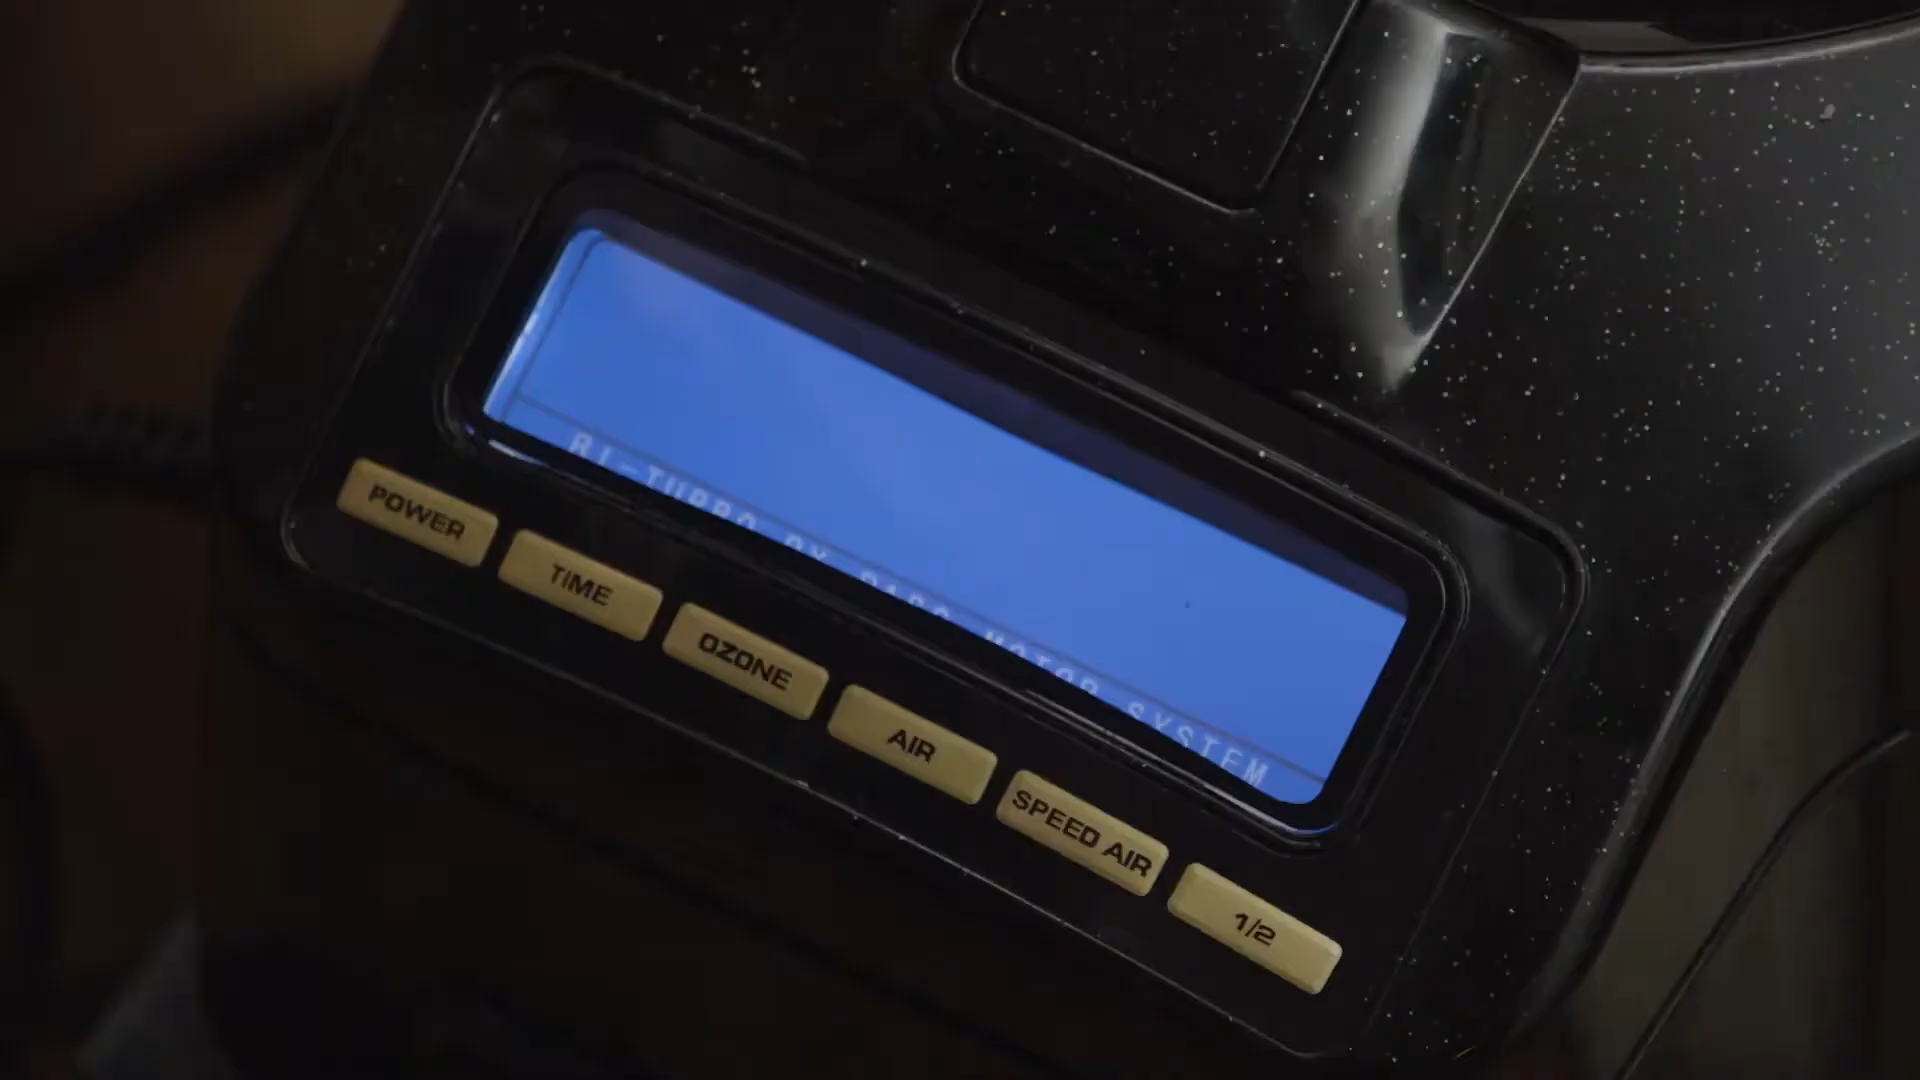 SYSTEM
POWER
TIME
OZONE
AIR
SPEED AIR
1/2